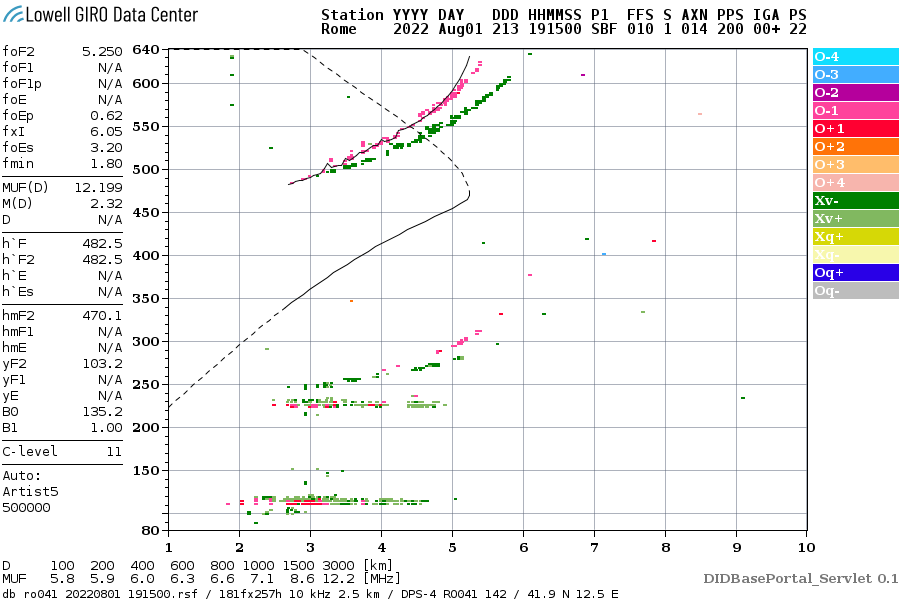 Lowell GIRO Data Center
Station YYYY DAY DDD HHMMSS P1 FFS S AXN PPS IGA PS
Rome 2022 Aug01 213 191500 SBF 010 1 014 200 00+ 22
foF2 5.250
foF1 N/A
foF1p N/A
foE N/A
foEp 0.62
fxI 6.05
foEs 3.20
fmin 1.80
MUF(D) 12.199
M(D) 2.32
D N/A
h`F 482.5
h`F2 482.5
h`E N/A
h`Es N/A
hmF2 470.1
hmF1 N/A
hmE N/A
yF2 103.2
yF1 N/A
yE N/A
B0 135.2
B1 1.00
C-level 11
Auto:
Artist5
500000
640
600
550
500
450
400
350
300
250
200
150
80
1 2 3 4 5 6 7 8 9 10
O-4
O-3
O-2
O-1
O+1
O+2
O+3
O+4
Xv-
Xv+
Xq+
Xq-
Oq+
Oq-
D 100 200 400 600 800 1000 1500 3000 [km]
MUF 5.8 5.9 6.0 6.3 6.6 7.1 8.6 12.2 [MHz]
DIDBasePortal_Servlet 0.1
db ro041 20220801 191500.rsf / 181fx257h 10 kHz 2.5 km / DPS-4 RO041 142 / 41.9 N 12.5 E